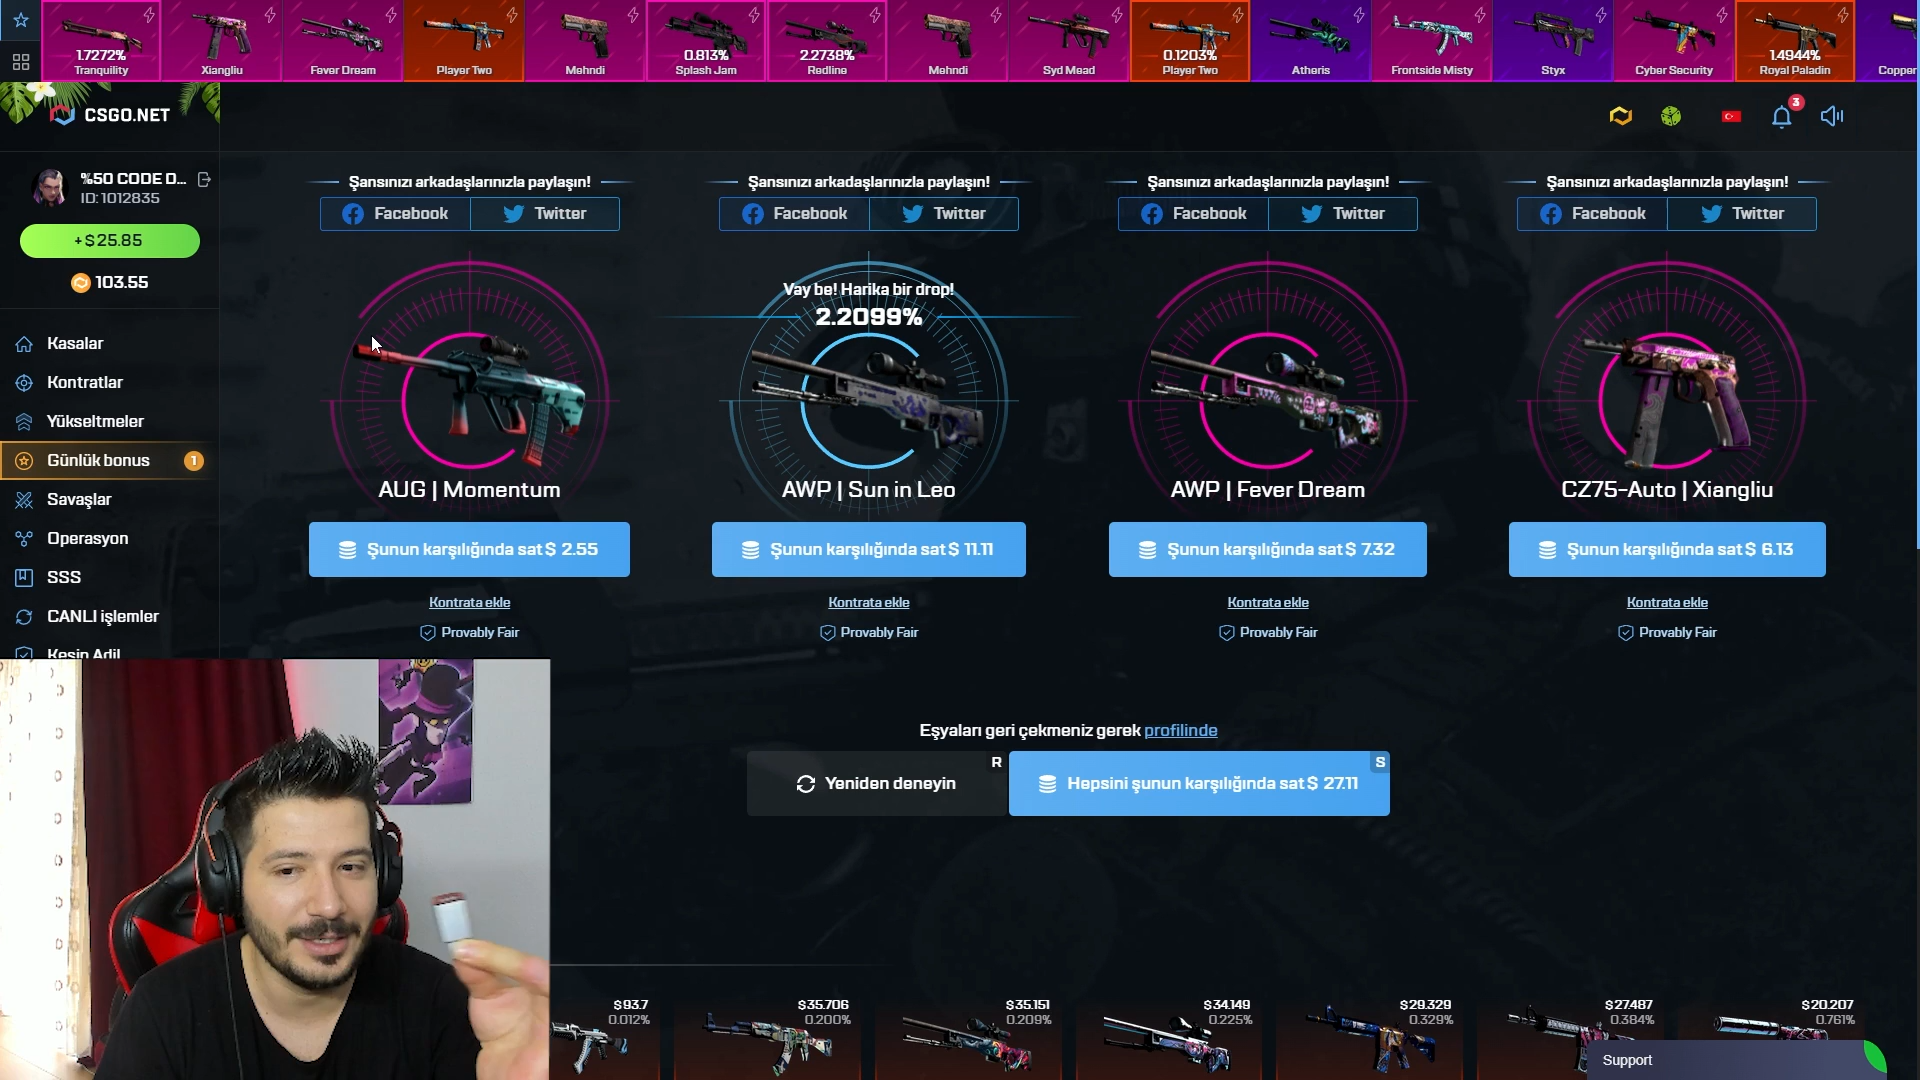 1.7272%
Tranquility
Xiangliu
Fever Dream
Player Two
Mehndi
0.813%
Splash Jam
2.2738%
Redline
Mehndi
Syd Mead
0.1203%
Player Two
Atheris
Frontside Misty
Styx
Cyber Security
1.4944%
Royal Paladin
Copper
CSGO.NET
3
%50 CODE D...
ID: 1012835
+$25.85
103.55
Kasalar
Kontratlar
Yükseltmeler
Günlük bonus 1
Savaşlar
Operasyon
SSS
CANLI işlemler
Kesin Adil
Şansınızı arkadaşlarınızla paylaşın!
Facebook Twitter
AUG | Momentum
Şunun karşılığında sat $ 2.55
Kontrata ekle
Provably Fair
Şansınızı arkadaşlarınızla paylaşın!
Facebook Twitter
Vay be! Harika bir drop!
2.2099%
AWP | Sun in Leo
Şunun karşılığında sat $ 11.11
Kontrata ekle
Provably Fair
Şansınızı arkadaşlarınızla paylaşın!
Facebook Twitter
AWP | Fever Dream
Şunun karşılığında sat $ 7.32
Kontrata ekle
Provably Fair
Şansınızı arkadaşlarınızla paylaşın!
Facebook Twitter
CZ75-Auto | Xiangliu
Şunun karşılığında sat $ 6.13
Kontrata ekle
Provably Fair
Eşyaları geri çekmeniz gerek profilinde
Yeniden deneyin R
Hepsini şunun karşılığında sat $ 27.11 S
$93.7
0.012%
$35.706
0.200%
$35.151
0.209%
$34.149
0.225%
$29.329
0.329%
$27.487
0.384%
$20.207
0.761%
Support